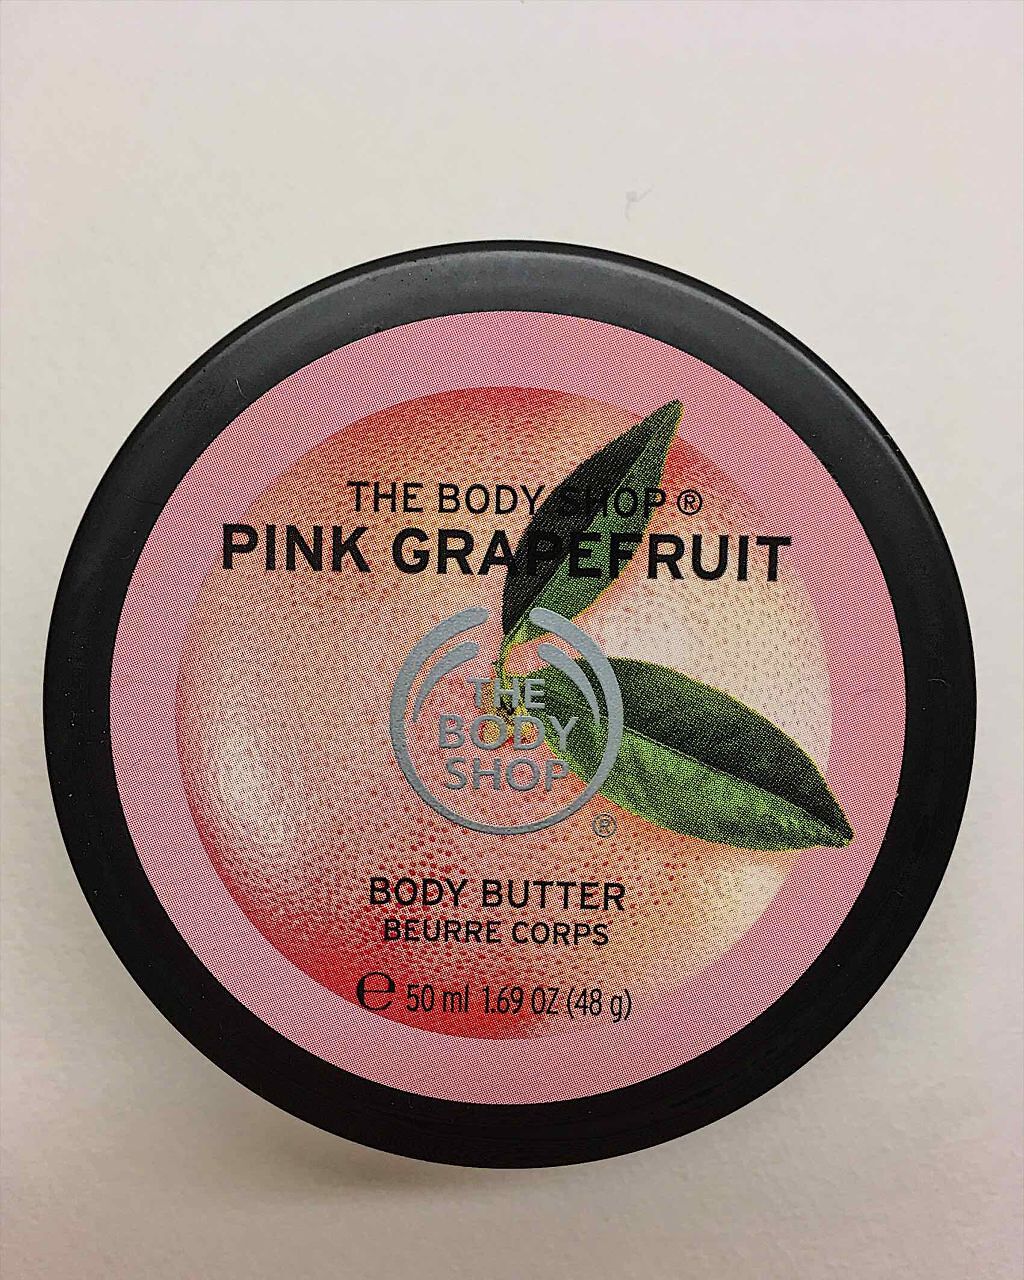 THE BODY SHOP ®
PINK GRAPEFRUIT
THE
BODY
SHOP
®
BODY BUTTER
BEURRE CORPS
℮ 50 ml 1.69 OZ (48 g)